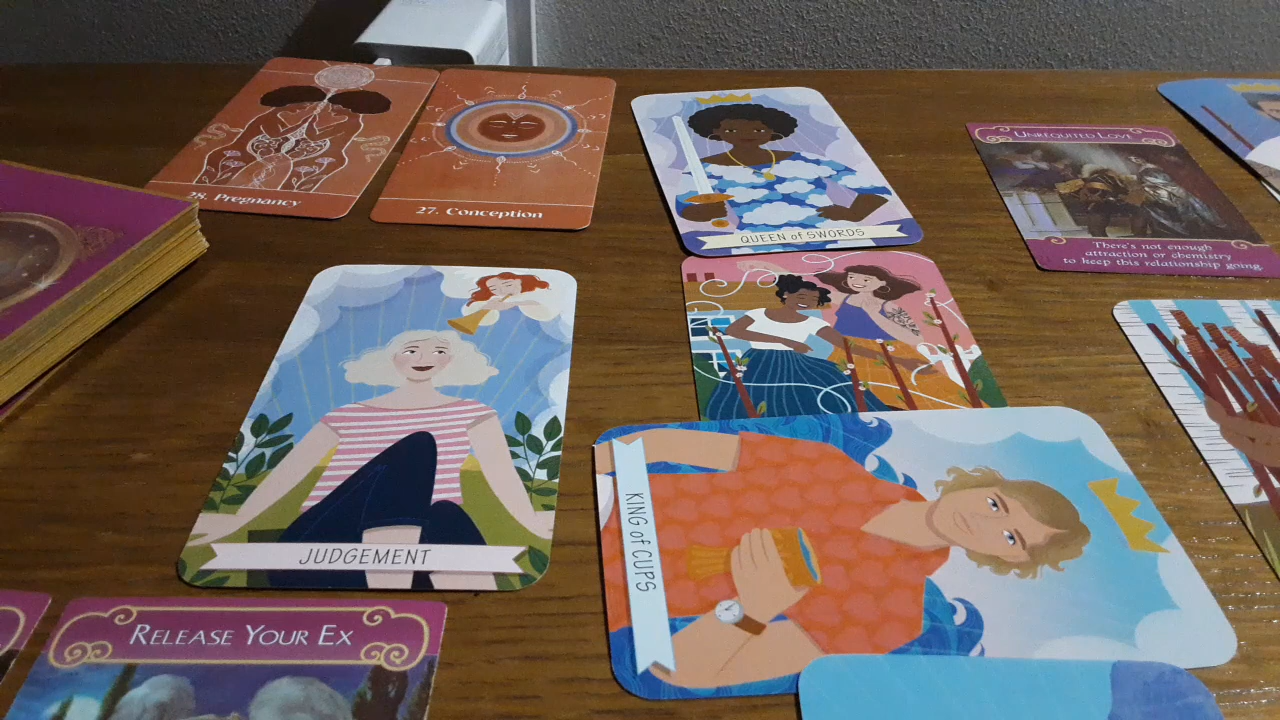 28. Pregnancy
27. Conception
QUEEN of SWORDS
UNREQUITED LOVE
There's not enough
attraction or chemistry
to keep this relationship going.
JUDGEMENT
KING of CUPS
RELEASE YOUR EX